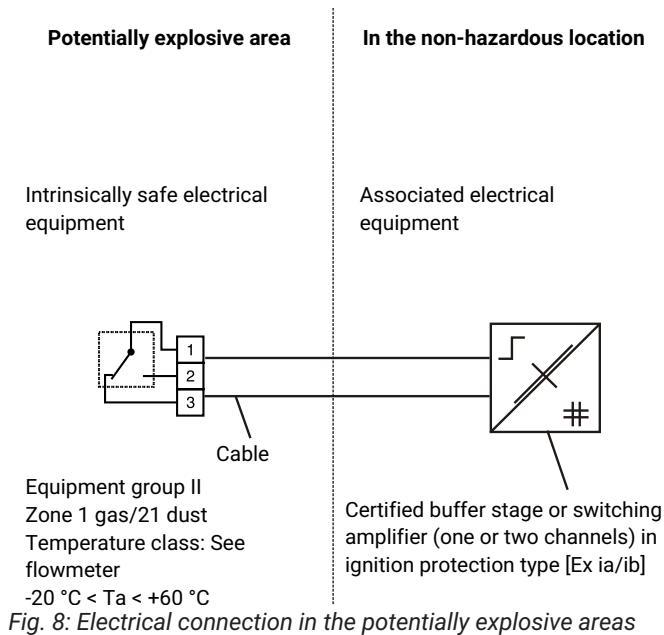 Potentially explosive area
In the non-hazardous location
Intrinsically safe electrical
equipment
Associated electrical
equipment
1
2
3
Cable
Equipment group II
Zone 1 gas/21 dust
Temperature class: See
flowmeter
-20 °C < Ta < +60 °C
Certified buffer stage or switching
amplifier (one or two channels) in
ignition protection type [Ex ia/ib]
Fig. 8: Electrical connection in the potentially explosive areas